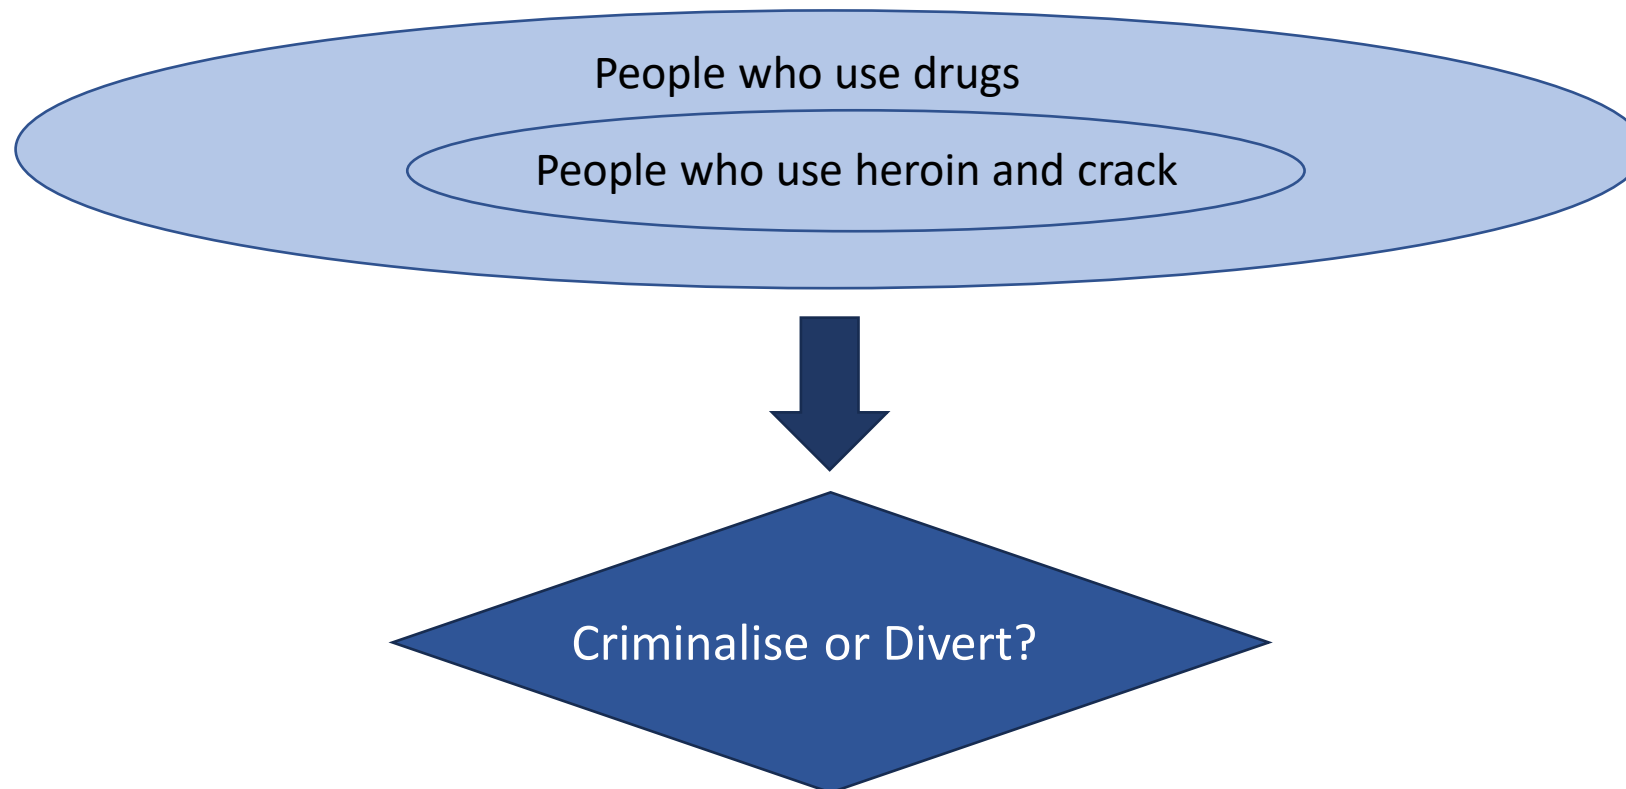 People who use drugs
People who use heroin and crack
Criminalise or Divert?